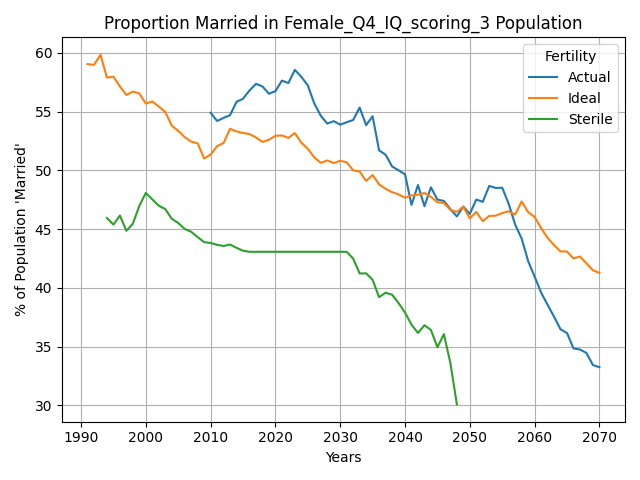 Proportion Married in Female_Q4_IQ_scoring_3 Population
% of Population 'Married'
60
55
50
45
40
35
30
Fertility
Actual
Ideal
Sterile
1990 2000 2010 2020 2030 2040 2050 2060 2070
Years